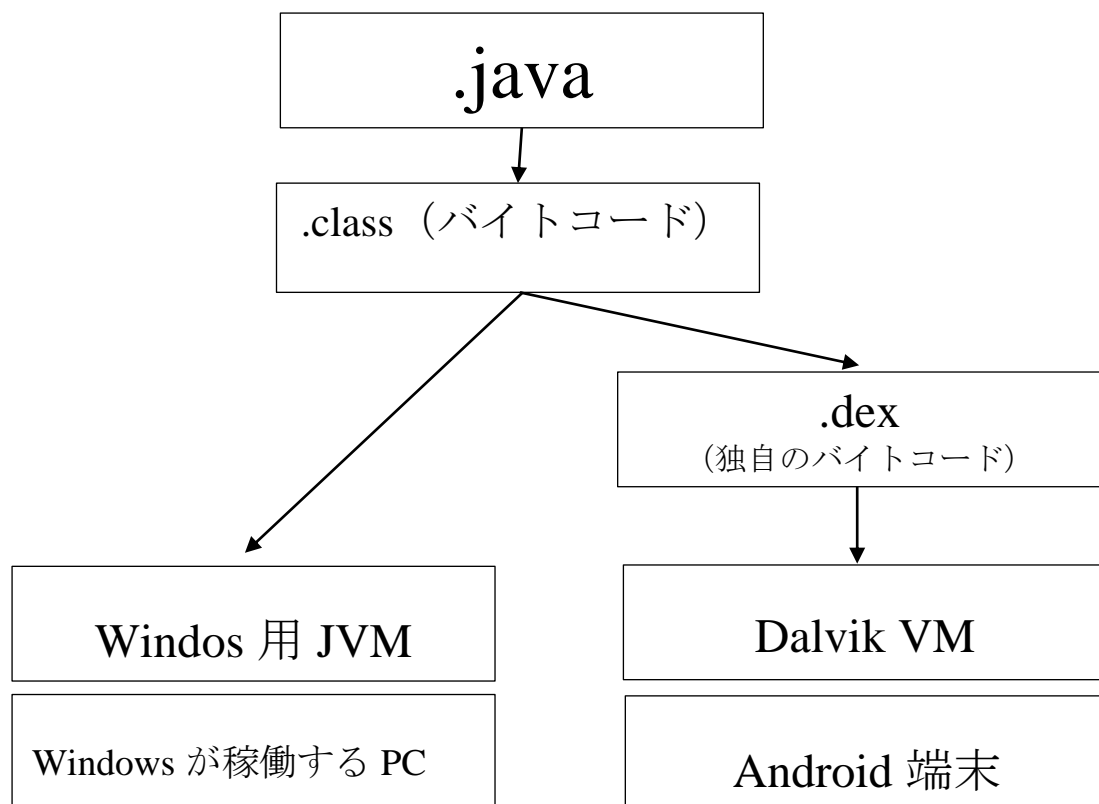 .java
.class（バイトコード）
.dex
（独自のバイトコード）
Windos 用 JVM
Dalvik VM
Windows が稼働する PC
Android 端末